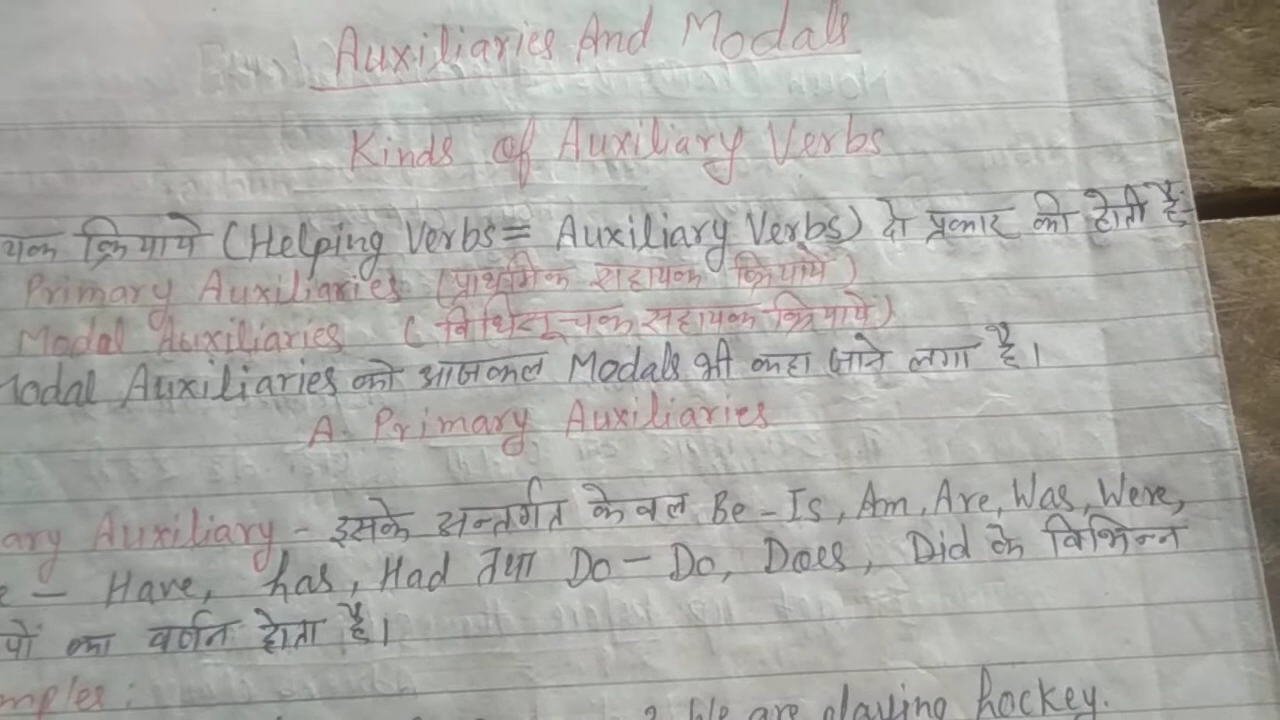 Auxiliaries And Modals
Kinds of Auxiliary Verbs
यक क्रियाये (Helping Verbs= Auxiliary Verbs) दो प्रकार की होती है-
Primary Auxiliaries (प्राथमिक सहायक क्रियाये)
Modal Auxiliaries (विधिसूचक सहायक क्रियाये)
Modal Auxiliaries को आजकल Modals भी कहा जाने लगा है।
A. Primary Auxiliaries
ary Auxiliary - इसके अन्तर्गत केवल Be - Is, Am, Are, Was, Were,
e - Have, has, Had तथा Do - Do, Does, Did के विभिन्न
पों का वर्णन होता है।
mples:
2. We are playing hockey.